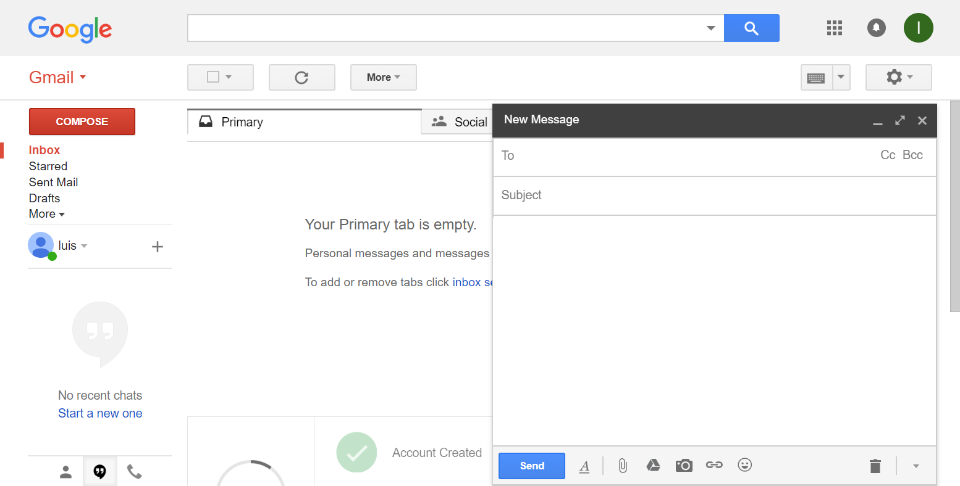 Google
I
Gmail
More
COMPOSE
Inbox
Starred
Sent Mail
Drafts
More
luis
No recent chats
Start a new one
Primary
Social
Your Primary tab is empty.
Personal messages and messages
To add or remove tabs click inbox se
Account Created
New Message
To
Cc Bcc
Subject
Send
A